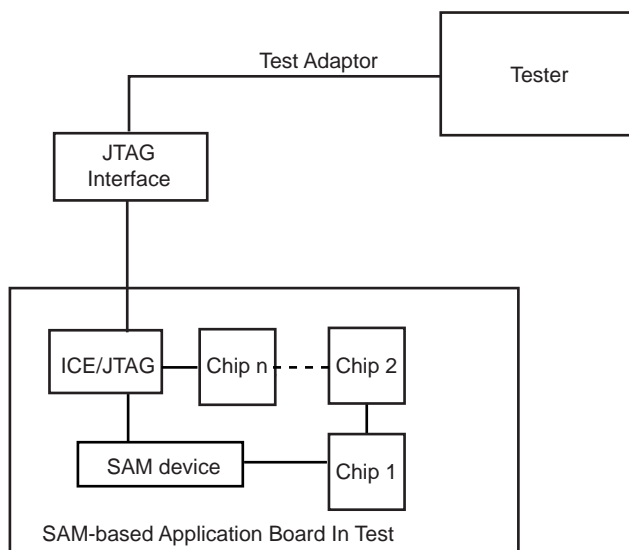 Test Adaptor
Tester
JTAG
Interface
ICE/JTAG
Chip n
Chip 2
SAM device
Chip 1
SAM-based Application Board In Test